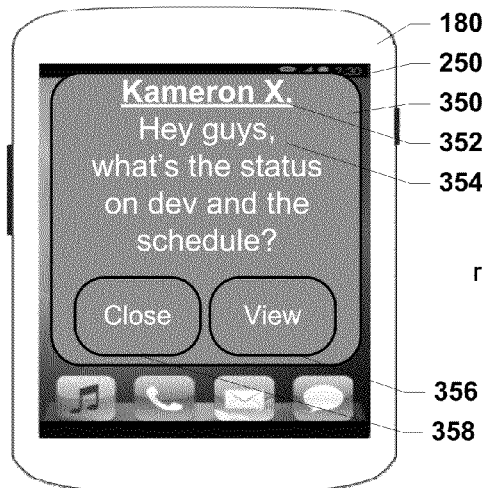 180
250
350
352
354
356
358
Kameron X.
Hey guys,
what's the status
on dev and the
schedule?
Close View
r